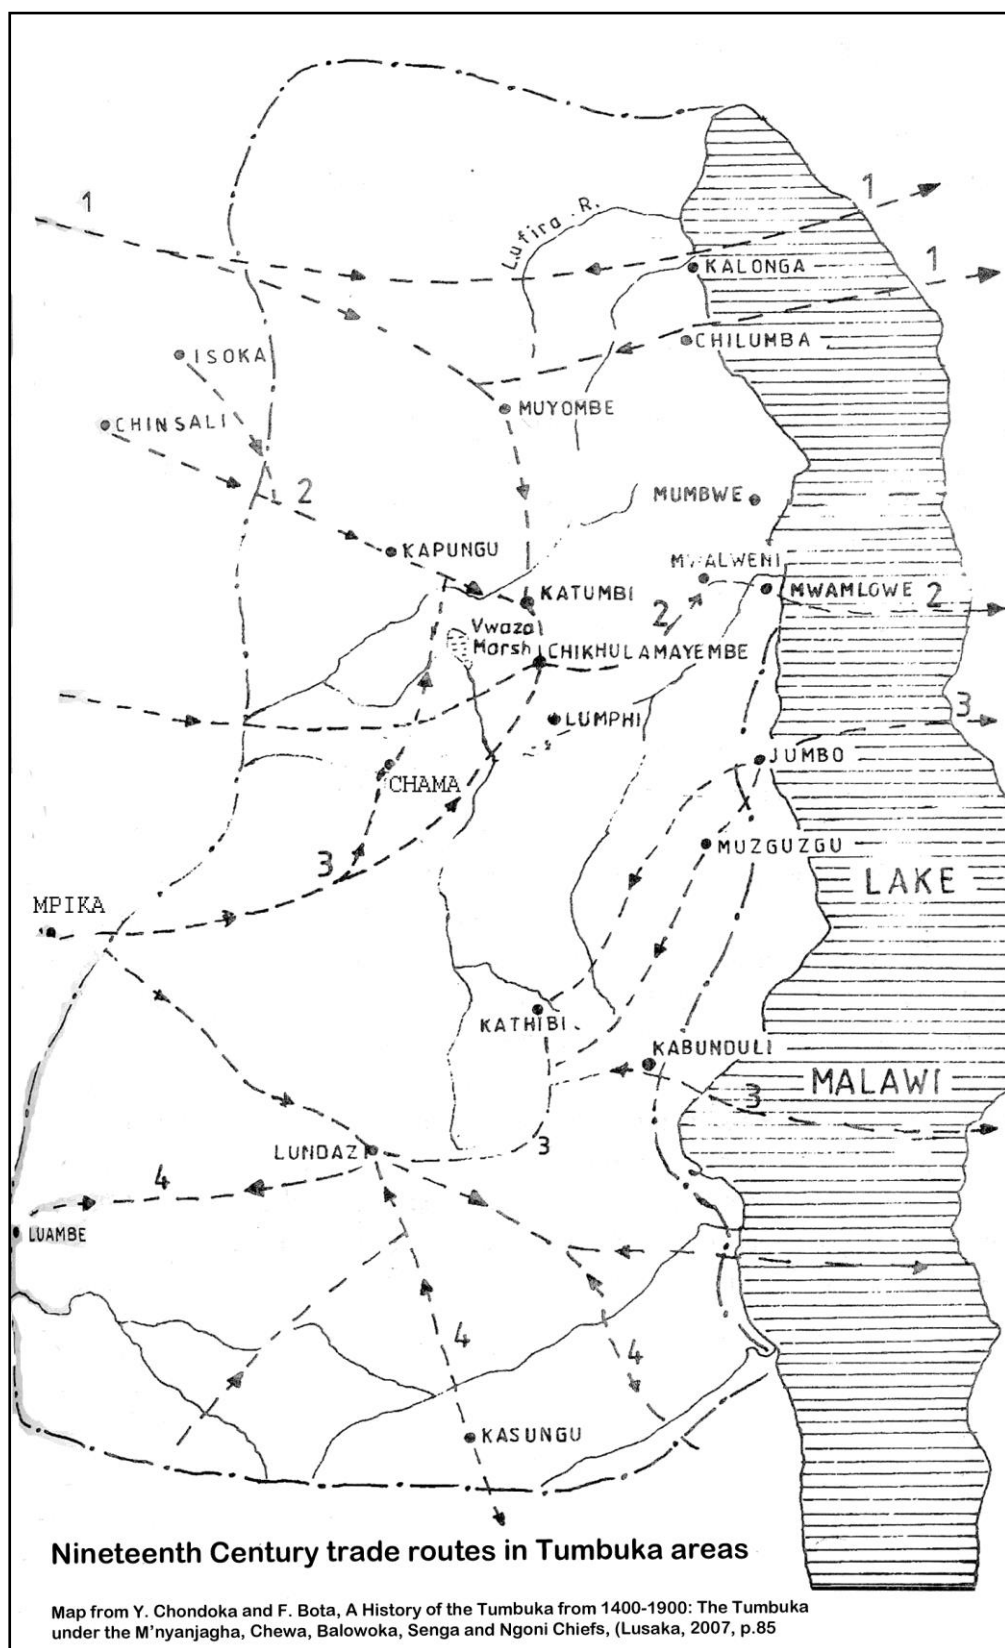 1
1
Lufira R.
KALONGA
1
ISOKA
CHILUMBA
CHINSALI
MUYOMBE
2
MUMBWE
KAPUNGU
MWALWENI
KATUMBI
MWAMLOWE
2
2
Vwaza
Marsh
CHIKHULAMAYEMBE
LUMPHI
3
JUMBO
CHAMA
MUZGUZGU
3
LAKE
MPIKA
KATHIBI
KABUNDULI
MALAWI
3
LUNDAZI
3
4
LUAMBE
4
4
KASUNGU
Nineteenth Century trade routes in Tumbuka areas
Map from Y. Chondoka and F. Bota, A History of the Tumbuka from 1400-1900: The Tumbuka
under the M'nyanjagha, Chewa, Balowoka, Senga and Ngoni Chiefs, (Lusaka, 2007, p.85